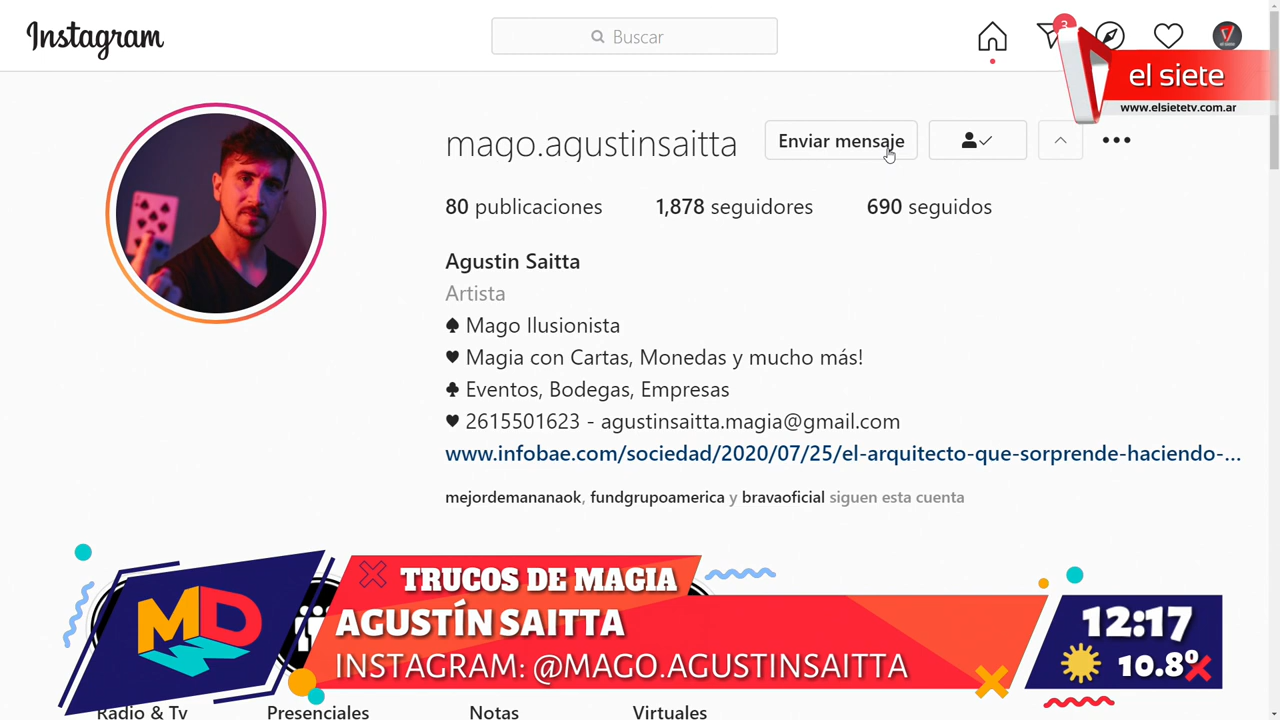 Instagram
Buscar
3
el siete
www.elsietetv.com.ar
mago.agustinsaitta
Enviar mensaje
80 publicaciones
1,878 seguidores
690 seguidos
Agustin Saitta
Artista
♠ Mago Ilusionista
♥ Magia con Cartas, Monedas y mucho más!
♣ Eventos, Bodegas, Empresas
♥ 2615501623 - agustinsaitta.magia@gmail.com
www.infobae.com/sociedad/2020/07/25/el-arquitecto-que-sorprende-haciendo-...
mejordemananaok, fundgrupoamerica y bravaoficial siguen esta cuenta
TRUCOS DE MAGIA
MD
AGUSTÍN SAITTA
INSTAGRAM: @MAGO.AGUSTINSAITTA
12:17
10.8º
Radio & Tv
Presenciales
Notas
Virtuales